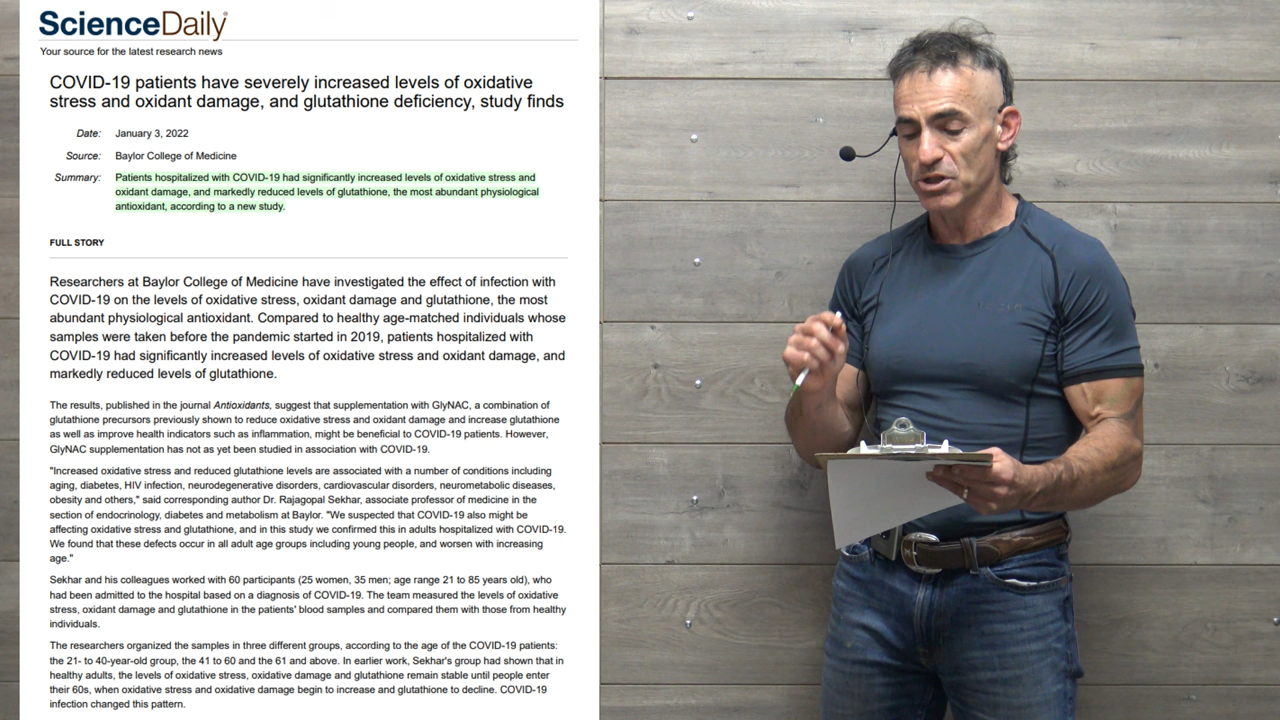 ScienceDaily
Your source for the latest research news
COVID-19 patients have severely increased levels of oxidative
stress and oxidant damage, and glutathione deficiency, study finds
Date: January 3, 2022
Source: Baylor College of Medicine
Summary: Patients hospitalized with COVID-19 had significantly increased levels of oxidative stress and
oxidant damage, and markedly reduced levels of glutathione, the most abundant physiological
antioxidant, according to a new study.
FULL STORY
Researchers at Baylor College of Medicine have investigated the effect of infection with
COVID-19 on the levels of oxidative stress, oxidant damage and glutathione, the most
abundant physiological antioxidant. Compared to healthy age-matched individuals whose
samples were taken before the pandemic started in 2019, patients hospitalized with
COVID-19 had significantly increased levels of oxidative stress and oxidant damage, and
markedly reduced levels of glutathione.
The results, published in the journal Antioxidants, suggest that supplementation with GlyNAC, a combination of
glutathione precursors previously shown to reduce oxidative stress and oxidant damage and increase glutathione
as well as improve health indicators such as inflammation, might be beneficial to COVID-19 patients. However,
GlyNAC supplementation has not as yet been studied in association with COVID-19.
"Increased oxidative stress and reduced glutathione levels are associated with a number of conditions including
aging, diabetes, HIV infection, neurodegenerative disorders, cardiovascular disorders, neurometabolic diseases,
obesity and others," said corresponding author Dr. Rajagopal Sekhar, associate professor of medicine in the
section of endocrinology, diabetes and metabolism at Baylor. "We suspected that COVID-19 also might be
affecting oxidative stress and glutathione, and in this study we confirmed this in adults hospitalized with COVID-19.
We found that these defects occur in all adult age groups including young people, and worsen with increasing
age."
Sekhar and his colleagues worked with 60 participants (25 women, 35 men; age range 21 to 85 years old), who
had been admitted to the hospital based on a diagnosis of COVID-19. The team measured the levels of oxidative
stress, oxidant damage and glutathione in the patients' blood samples and compared them with those from healthy
individuals.
The researchers organized the samples in three different groups, according to the age of the COVID-19 patients:
the 21- to 40-year-old group, the 41 to 60 and the 61 and above. In earlier work, Sekhar's group had shown that in
healthy adults, the levels of oxidative stress, oxidative damage and glutathione remain stable until people enter
their 60s, when oxidative stress and oxidative damage begin to increase and glutathione to decline. COVID-19
infection changed this pattern.